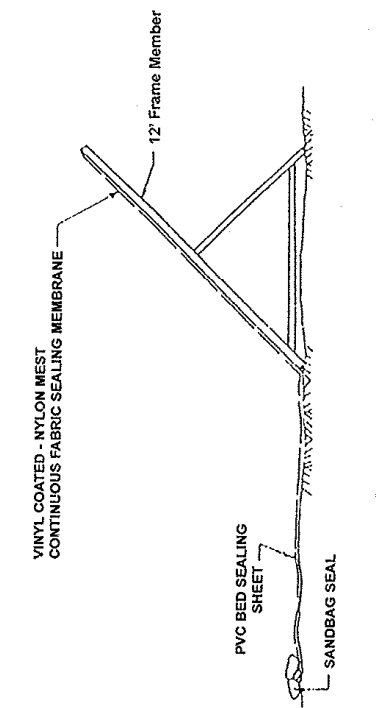 VINYL COATED - NYLON MEST
CONTINUOUS FABRIC SEALING MEMBRANE
12' Frame Member
PVC BED SEALING
SHEET
SANDBAG SEAL